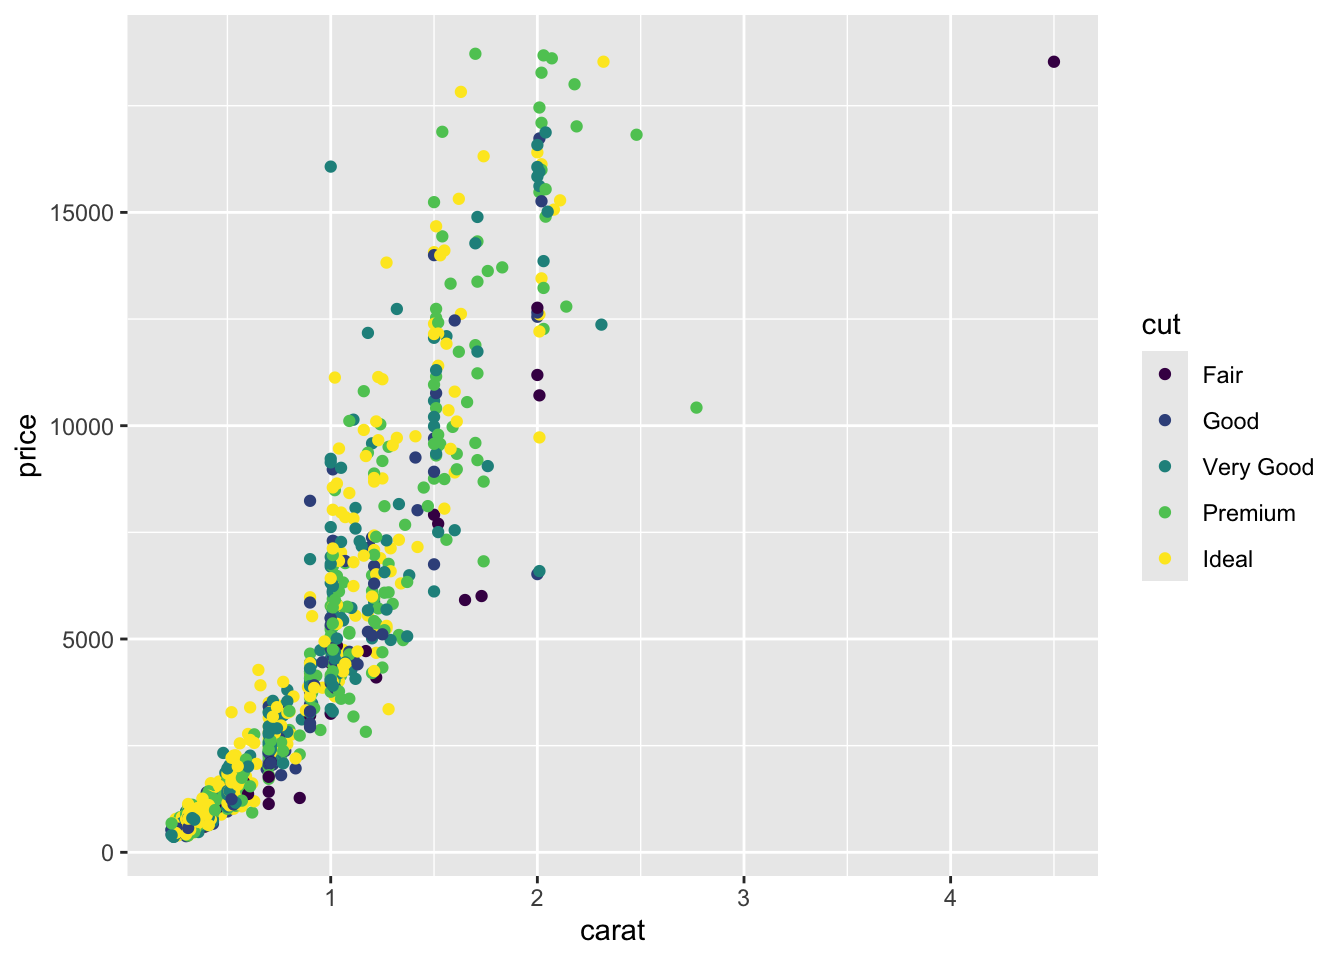 15000
10000
5000
0
price
1
2
3
4
carat
cut
Fair
Good
Very Good
Premium
Ideal